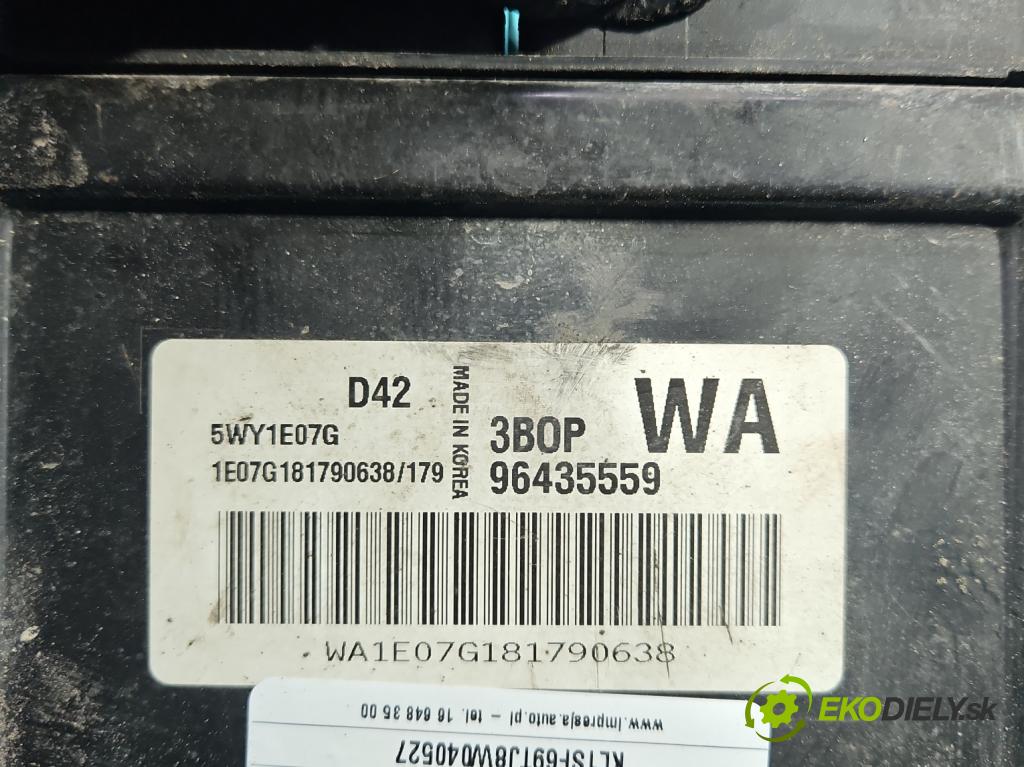 D42
5WY1E07G
1E07G181790638/179
MADE IN KOREA
3BOP
WA
96435559
WA1E07G181790638
www.impresja.auto.pl - tel. 16 648 35 00
KL1SF69TJ8W040527
EKODIELY.sk